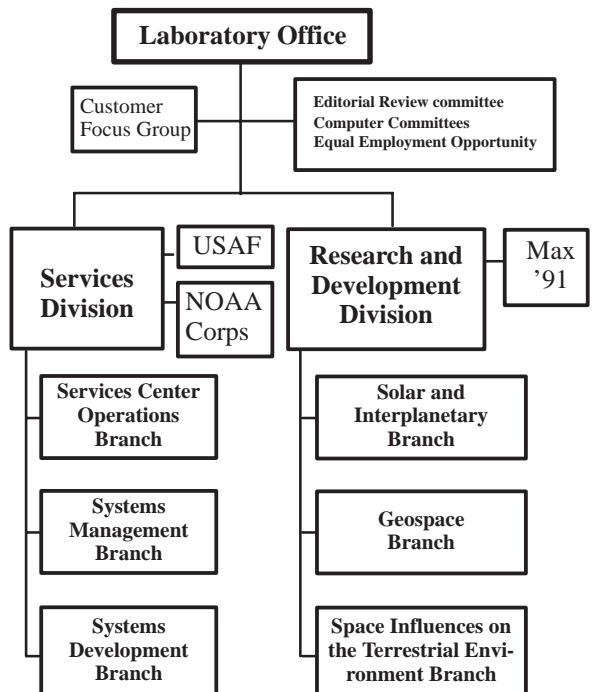 Laboratory Office
Customer
Focus Group
Editorial Review committee
Computer Committees
Equal Employment Opportunity
Services
Division
USAF
NOAA
Corps
Research and
Development
Division
Max
’91
Services Center
Operations
Branch
Systems
Management
Branch
Systems
Development
Branch
Solar and
Interplanetary
Branch
Geospace
Branch
Space Influences on
the Terrestrial Envi-
ronment Branch